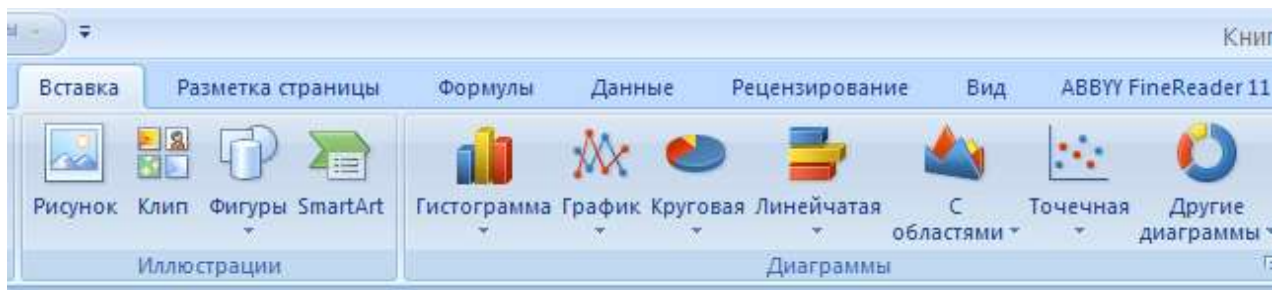 Книг
Вставка Разметка страницы Формулы Данные Рецензирование Вид ABBYY FineReader 11
Рисунок Клип Фигуры SmartArt Гистограмма График Круговая Линейчатая С областями Точечная Другие диаграммы
Иллюстрации Диаграммы